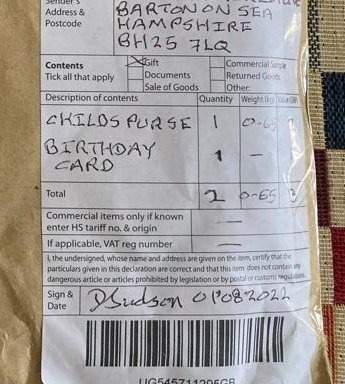 Sender's
Address &
Postcode
BARTON ON SEA
HAMPSHIRE
BH25 7LQ
Contents
Tick all that apply
Gift
Documents
Sale of Goods
Commercial Sample
Returned Goods
Other:
Description of contents Quantity Weight (kg)
CHILDS PURSE 1 0-65
BIRTHDAY 1 –
CARD
Total 2 0-65
Commercial items only if known
enter HS tariff no. & origin —
If applicable, VAT reg number —
I, the undersigned, whose name and address are given on the item, certify that the
particulars given in this declaration are correct and that this item does not contain any
dangerous article or articles prohibited by legislation or by postal or customs regulations
Sign &
Date
082022